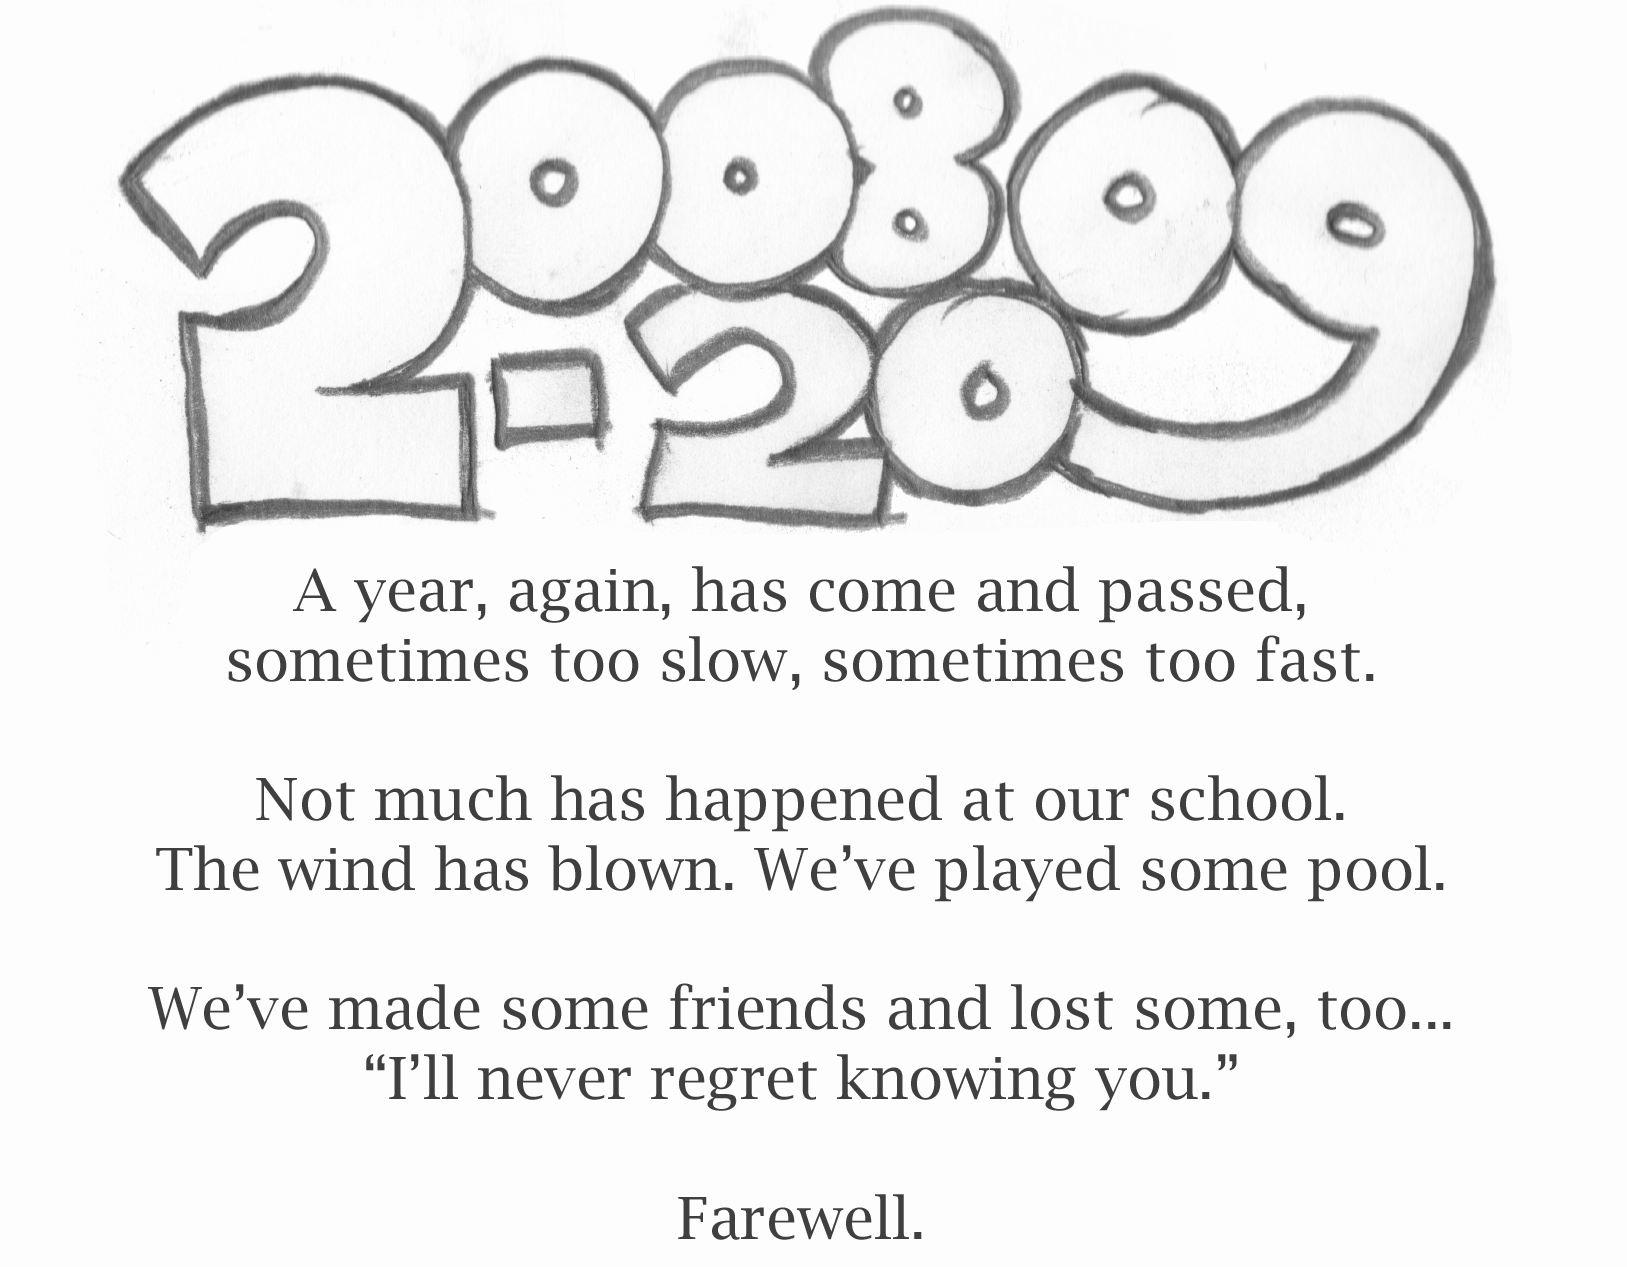 2008-2009
A year, again, has come and passed,
sometimes too slow, sometimes too fast.
Not much has happened at our school.
The wind has blown. We’ve played some pool.
We’ve made some friends and lost some, too...
“I’ll never regret knowing you.”
Farewell.